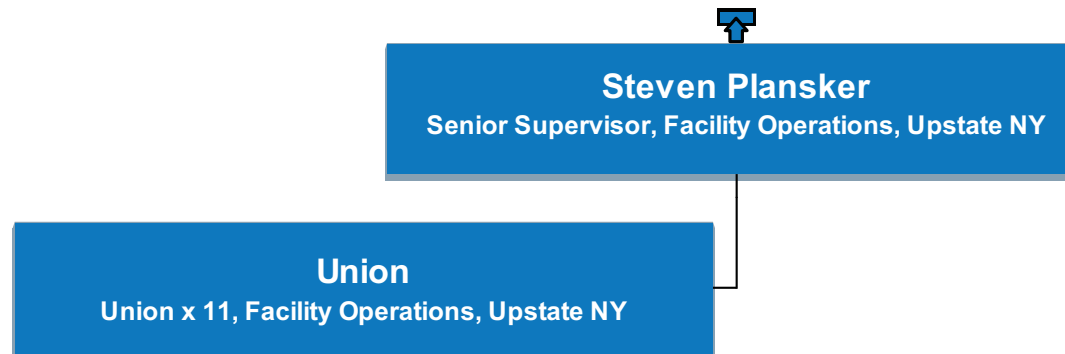 Steven Plansker
Senior Supervisor, Facility Operations, Upstate NY
Union
Union x 11, Facility Operations, Upstate NY